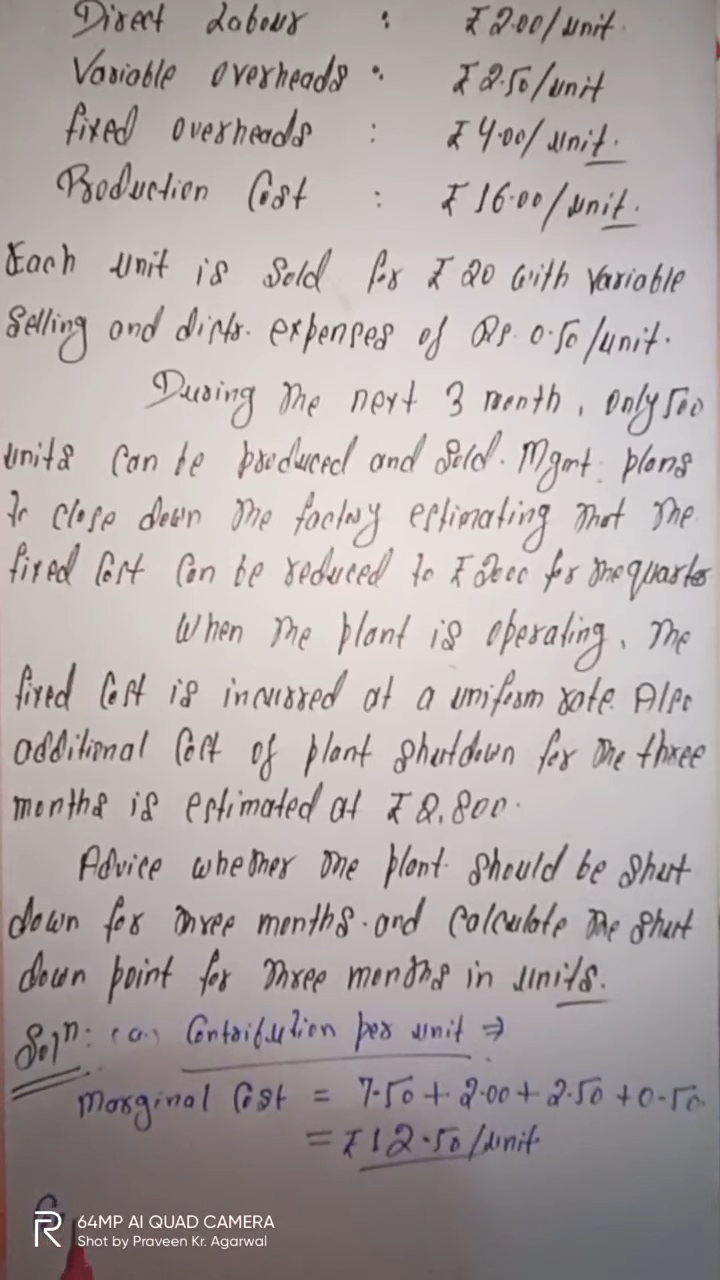 Direct Labour : ₹2.00/unit.
Variable overheads : ₹2.50/unit
fixed overheads : ₹4.00/unit.
Production Cost : ₹16.00/unit.
Each unit is Sold for ₹20 with variable
Selling and distr. expenses of Rs. 0.50/unit.
During the next 3 month, only 500
units can be produced and Sold. Mgmt. plans
to close down the factory estimating that the
fixed Cost Can be reduced to ₹2000 for the quarter
When the plant is operating, the
fixed Cost is incurred at a uniform rate. Also
additional Cost of plant shutdown for the three
months is estimated at ₹2,800.
Advice whether the plant should be shut
down for three months. and Calculate the shut
down point for three months in units.
Solⁿ: (a) Contribution per unit ⇒
Marginal Cost = 7.50 + 2.00 + 2.50 + 0.50
= ₹12.50/unit
64MP AI QUAD CAMERA
Shot by Praveen Kr. Agarwal